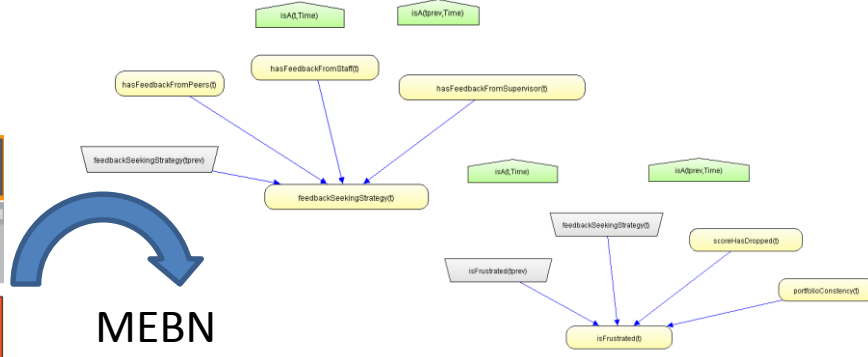 isA(t,Time)
isA(tprev,Time)
hasFeedbackFromPeers(t)
hasFeedbackFromStaff(t)
hasFeedbackFromSupervisor(t)
feedbackSeekingStrategy(tprev)
feedbackSeekingStrategy(t)
isA(t,Time)
isA(tprev,Time)
feedbackSeekingStrategy(t)
scoreHasDropped(t)
isFrustrated(tprev)
portfolioConstency(t)
isFrustrated(t)
MEBN